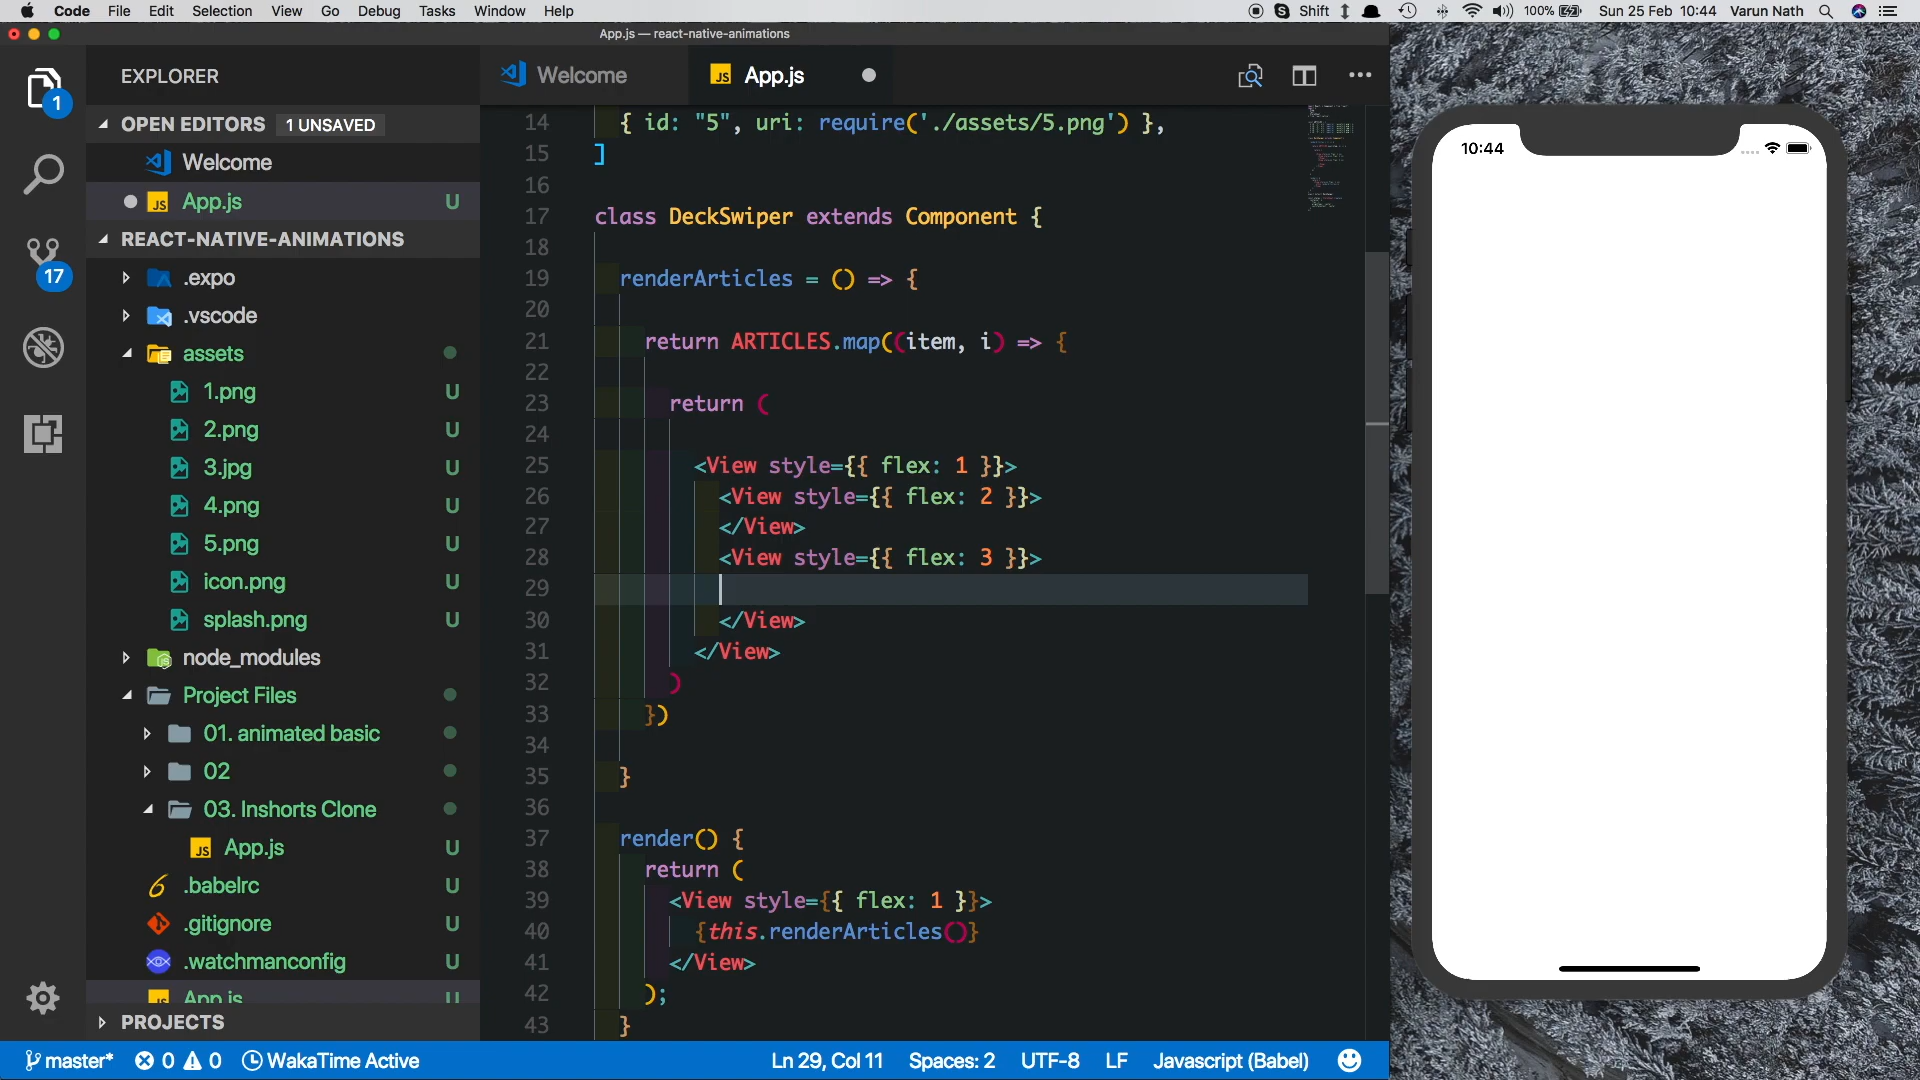 Code File Edit Selection View Go Debug Tasks Window Help
Shift 100% Sun 25 Feb 10:44 Varun Nath
App.js — react-native-animations
EXPLORER
OPEN EDITORS 1 UNSAVED
Welcome
JS App.js U
REACT-NATIVE-ANIMATIONS
.expo
.vscode
assets
1.png U
2.png U
3.jpg U
4.png U
5.png U
icon.png U
splash.png U
node_modules
Project Files
01. animated basic
02
03. Inshorts Clone
JS App.js U
.babelrc U
.gitignore U
.watchmanconfig U
App.js U
PROJECTS
1
17
Welcome JS App.js
14 { id: "5", uri: require('./assets/5.png') },
15 ]
16
17 class DeckSwiper extends Component {
18
19 renderArticles = () => {
20
21 return ARTICLES.map((item, i) => {
22
23 return (
24
25 <View style={{ flex: 1 }}>
26 <View style={{ flex: 2 }}>
27 </View>
28 <View style={{ flex: 3 }}>
29
30 </View>
31 </View>
32 )
33 })
34
35 }
36
37 render() {
38 return (
39 <View style={{ flex: 1 }}>
40 {this.renderArticles()}
41 </View>
42 );
43 }
10:44
master* 0 0 WakaTime Active Ln 29, Col 11 Spaces: 2 UTF-8 LF Javascript (Babel)